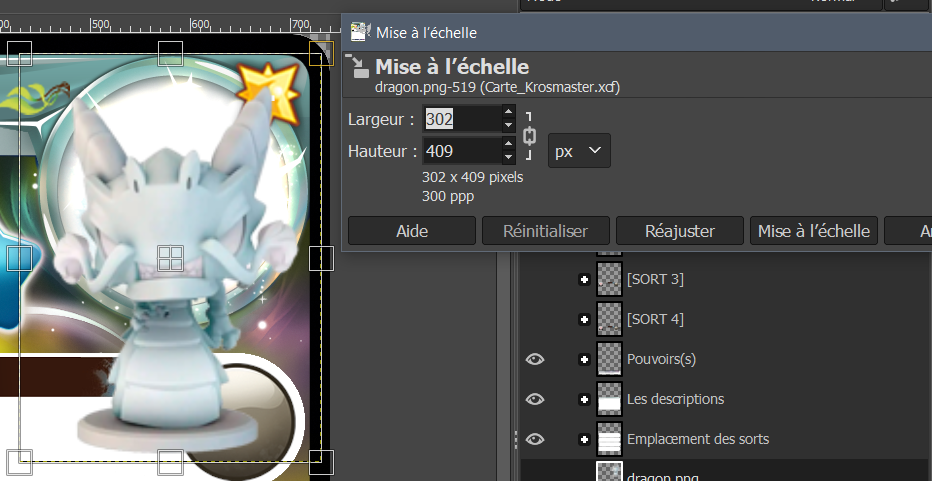 500
600
700
Mise à l'échelle
Mise à l'échelle
dragon.png-519 (Carte_Krosmaster.xcf)
Largeur : 302
Hauteur : 409 px
302 x 409 pixels
300 ppp
Aide Réinitialiser Réajuster Mise à l'échelle
[SORT 3]
[SORT 4]
Pouvoirs(s)
Les descriptions
Emplacement des sorts
dragon.png